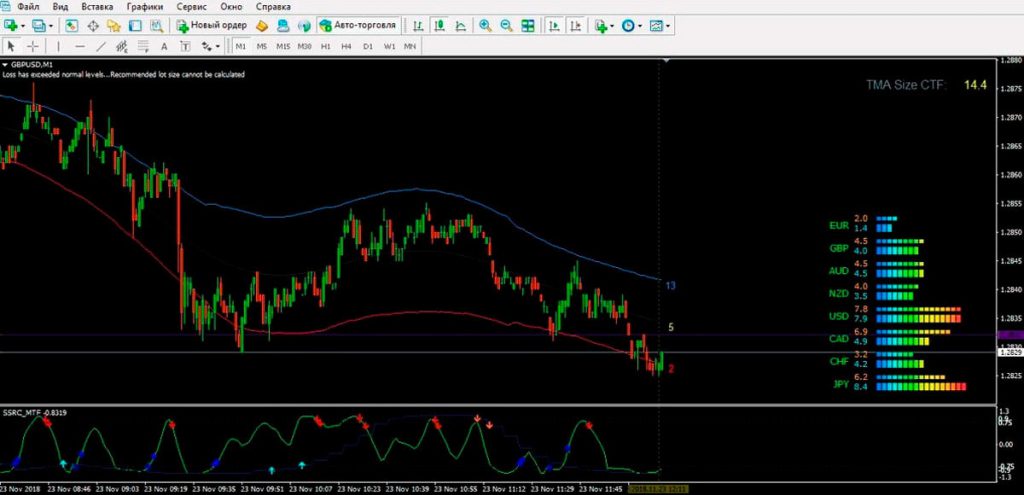 Файл Вид Вставка Графики Сервис Окно Справка
Новый ордер Авто-торговля
A T M1 M5 M15 M30 H1 H4 D1 W1 MN
GBPUSD,M1
Loss has exceeded normal levels...Recommended lot size cannot be calculated
TMA Size CTF: 14.4
1.2880
1.2870
1.2865
1.2860
1.2855
1.2850
1.2845
1.2840
1.2835
1.2830
1.2829
1.2825
13
5
2
EUR 2.0 1.4
GBP 4.5 4.0
AUD 4.5 4.5
NZD 4.0 3.5
USD 7.8 7.9
CAD 6.9 4.9
CHF 3.2 4.2
JPY 6.2 8.4
SSRC_MTF -0.8319
1.3
0.75
0.00
-0.75
-1.3
23 Nov 2018 23 Nov 08:46 23 Nov 09:03 23 Nov 09:19 23 Nov 09:35 23 Nov 09:51 23 Nov 10:07 23 Nov 10:23 23 Nov 10:39 23 Nov 10:55 23 Nov 11:12 23 Nov 11:29 23 Nov 11:45 2018.11.23 12:11